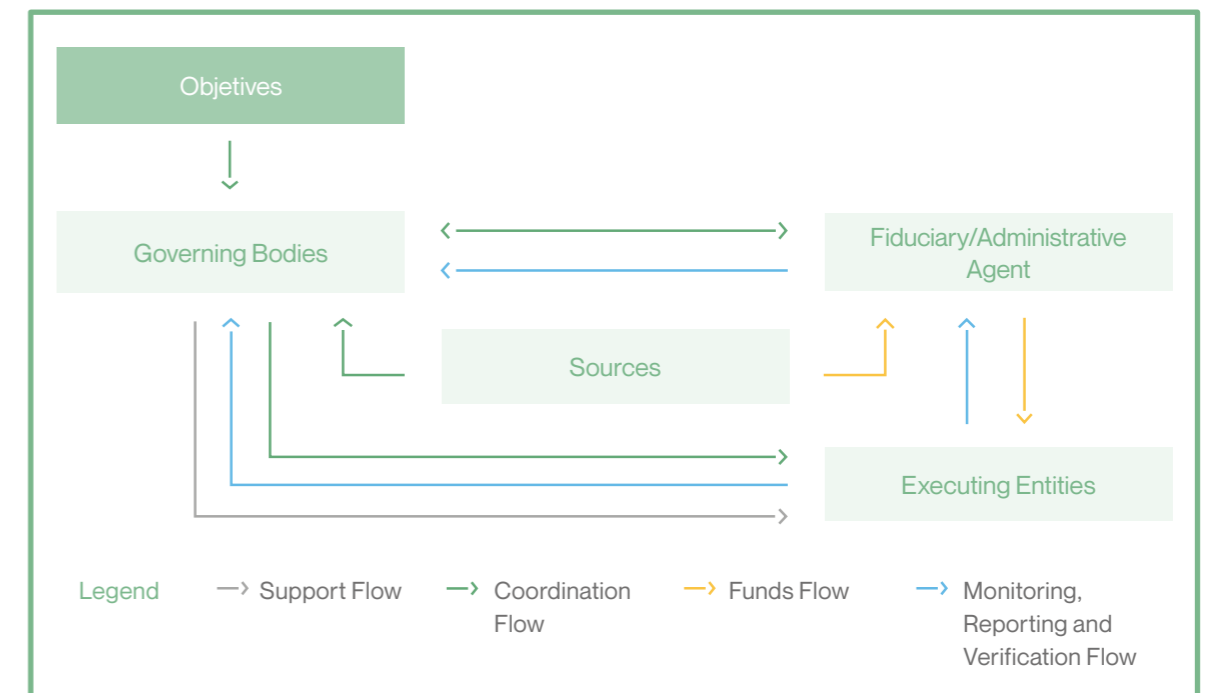 Objetives
Governing Bodies
Fiduciary/Administrative
Agent
Sources
Executing Entities
Legend
Support Flow
Coordination
Flow
Funds Flow
Monitoring,
Reporting and
Verification Flow